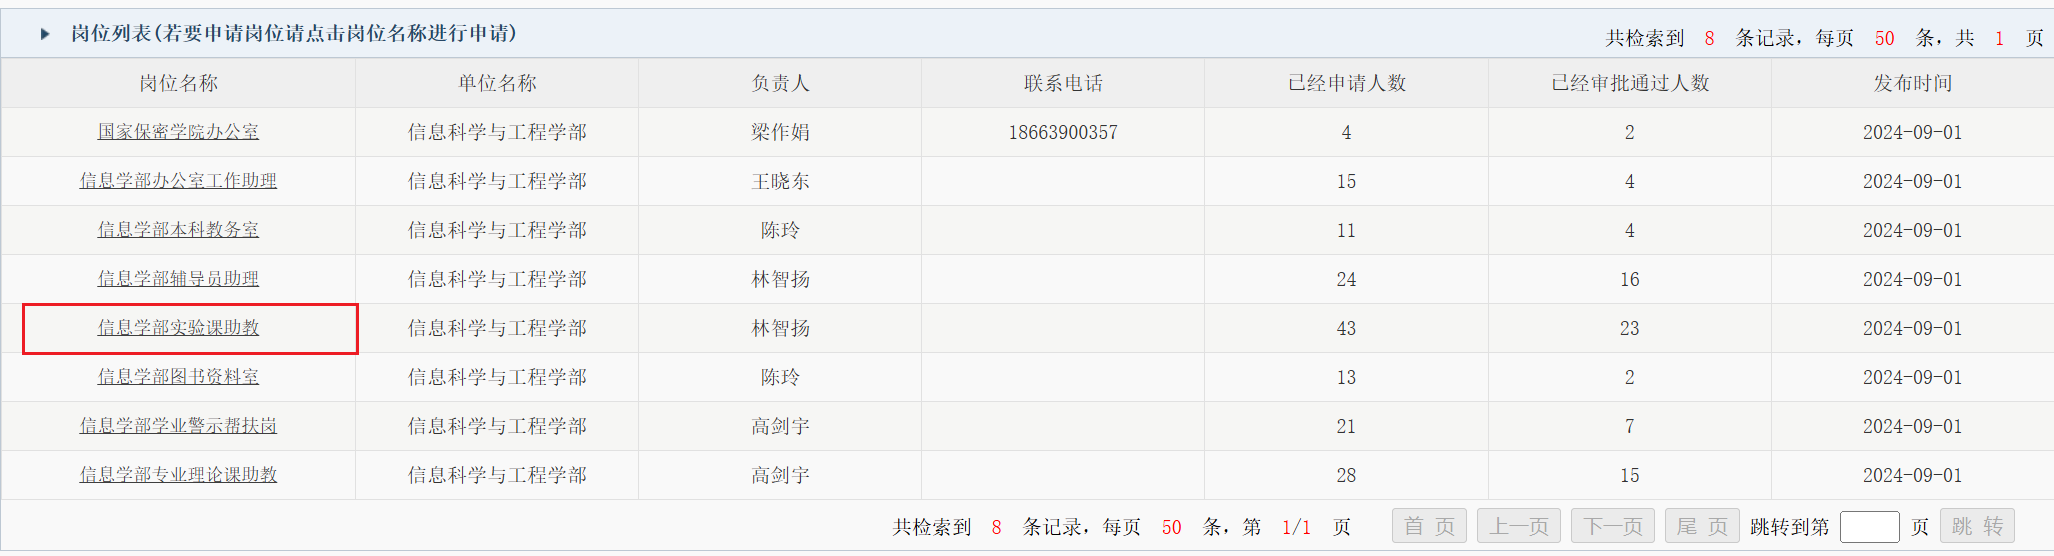 岗位列表(若要申请岗位请点击岗位名称进行申请) 共检索到 8 条记录，每页 50 条，共 1 页
岗位名称 单位名称 负责人 联系电话 已经申请人数 已经审批通过人数 发布时间
国家保密学院办公室 信息科学与工程学部 梁作娟 18663900357 4 2 2024-09-01
信息学部办公室工作助理 信息科学与工程学部 王晓东 15 4 2024-09-01
信息学部本科教务室 信息科学与工程学部 陈玲 11 4 2024-09-01
信息学部辅导员助理 信息科学与工程学部 林智扬 24 16 2024-09-01
信息学部实验课助教 信息科学与工程学部 林智扬 43 23 2024-09-01
信息学部图书资料室 信息科学与工程学部 陈玲 13 2 2024-09-01
信息学部学业警示帮扶岗 信息科学与工程学部 高剑宇 21 7 2024-09-01
信息学部专业理论课助教 信息科学与工程学部 高剑宇 28 15 2024-09-01
共检索到 8 条记录，每页 50 条，第 1/1 页 首 页 上一页 下一页 尾 页 跳转到第 页 跳 转